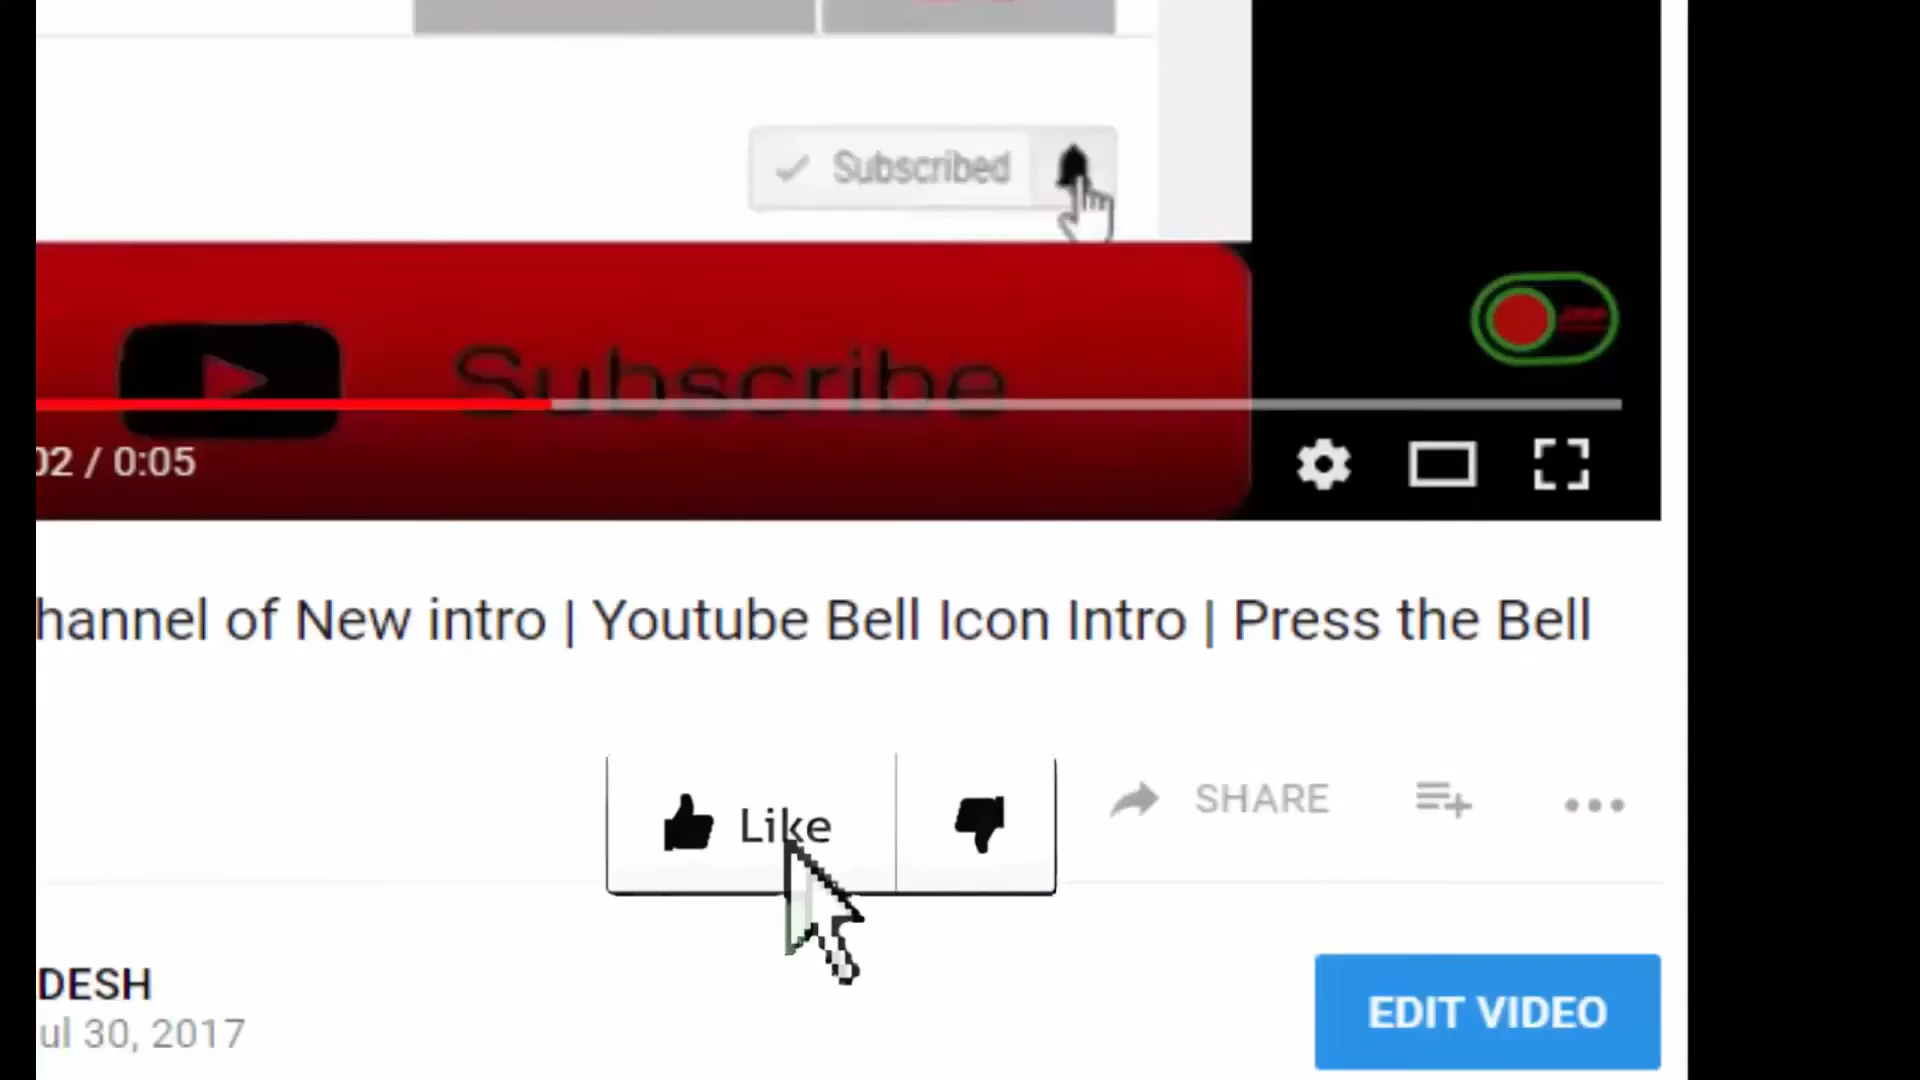 Subscribed
Subscribe
02 / 0:05
hannel of New intro | Youtube Bell Icon Intro | Press the Bell
Like
SHARE
DESH
ul 30, 2017
EDIT VIDEO